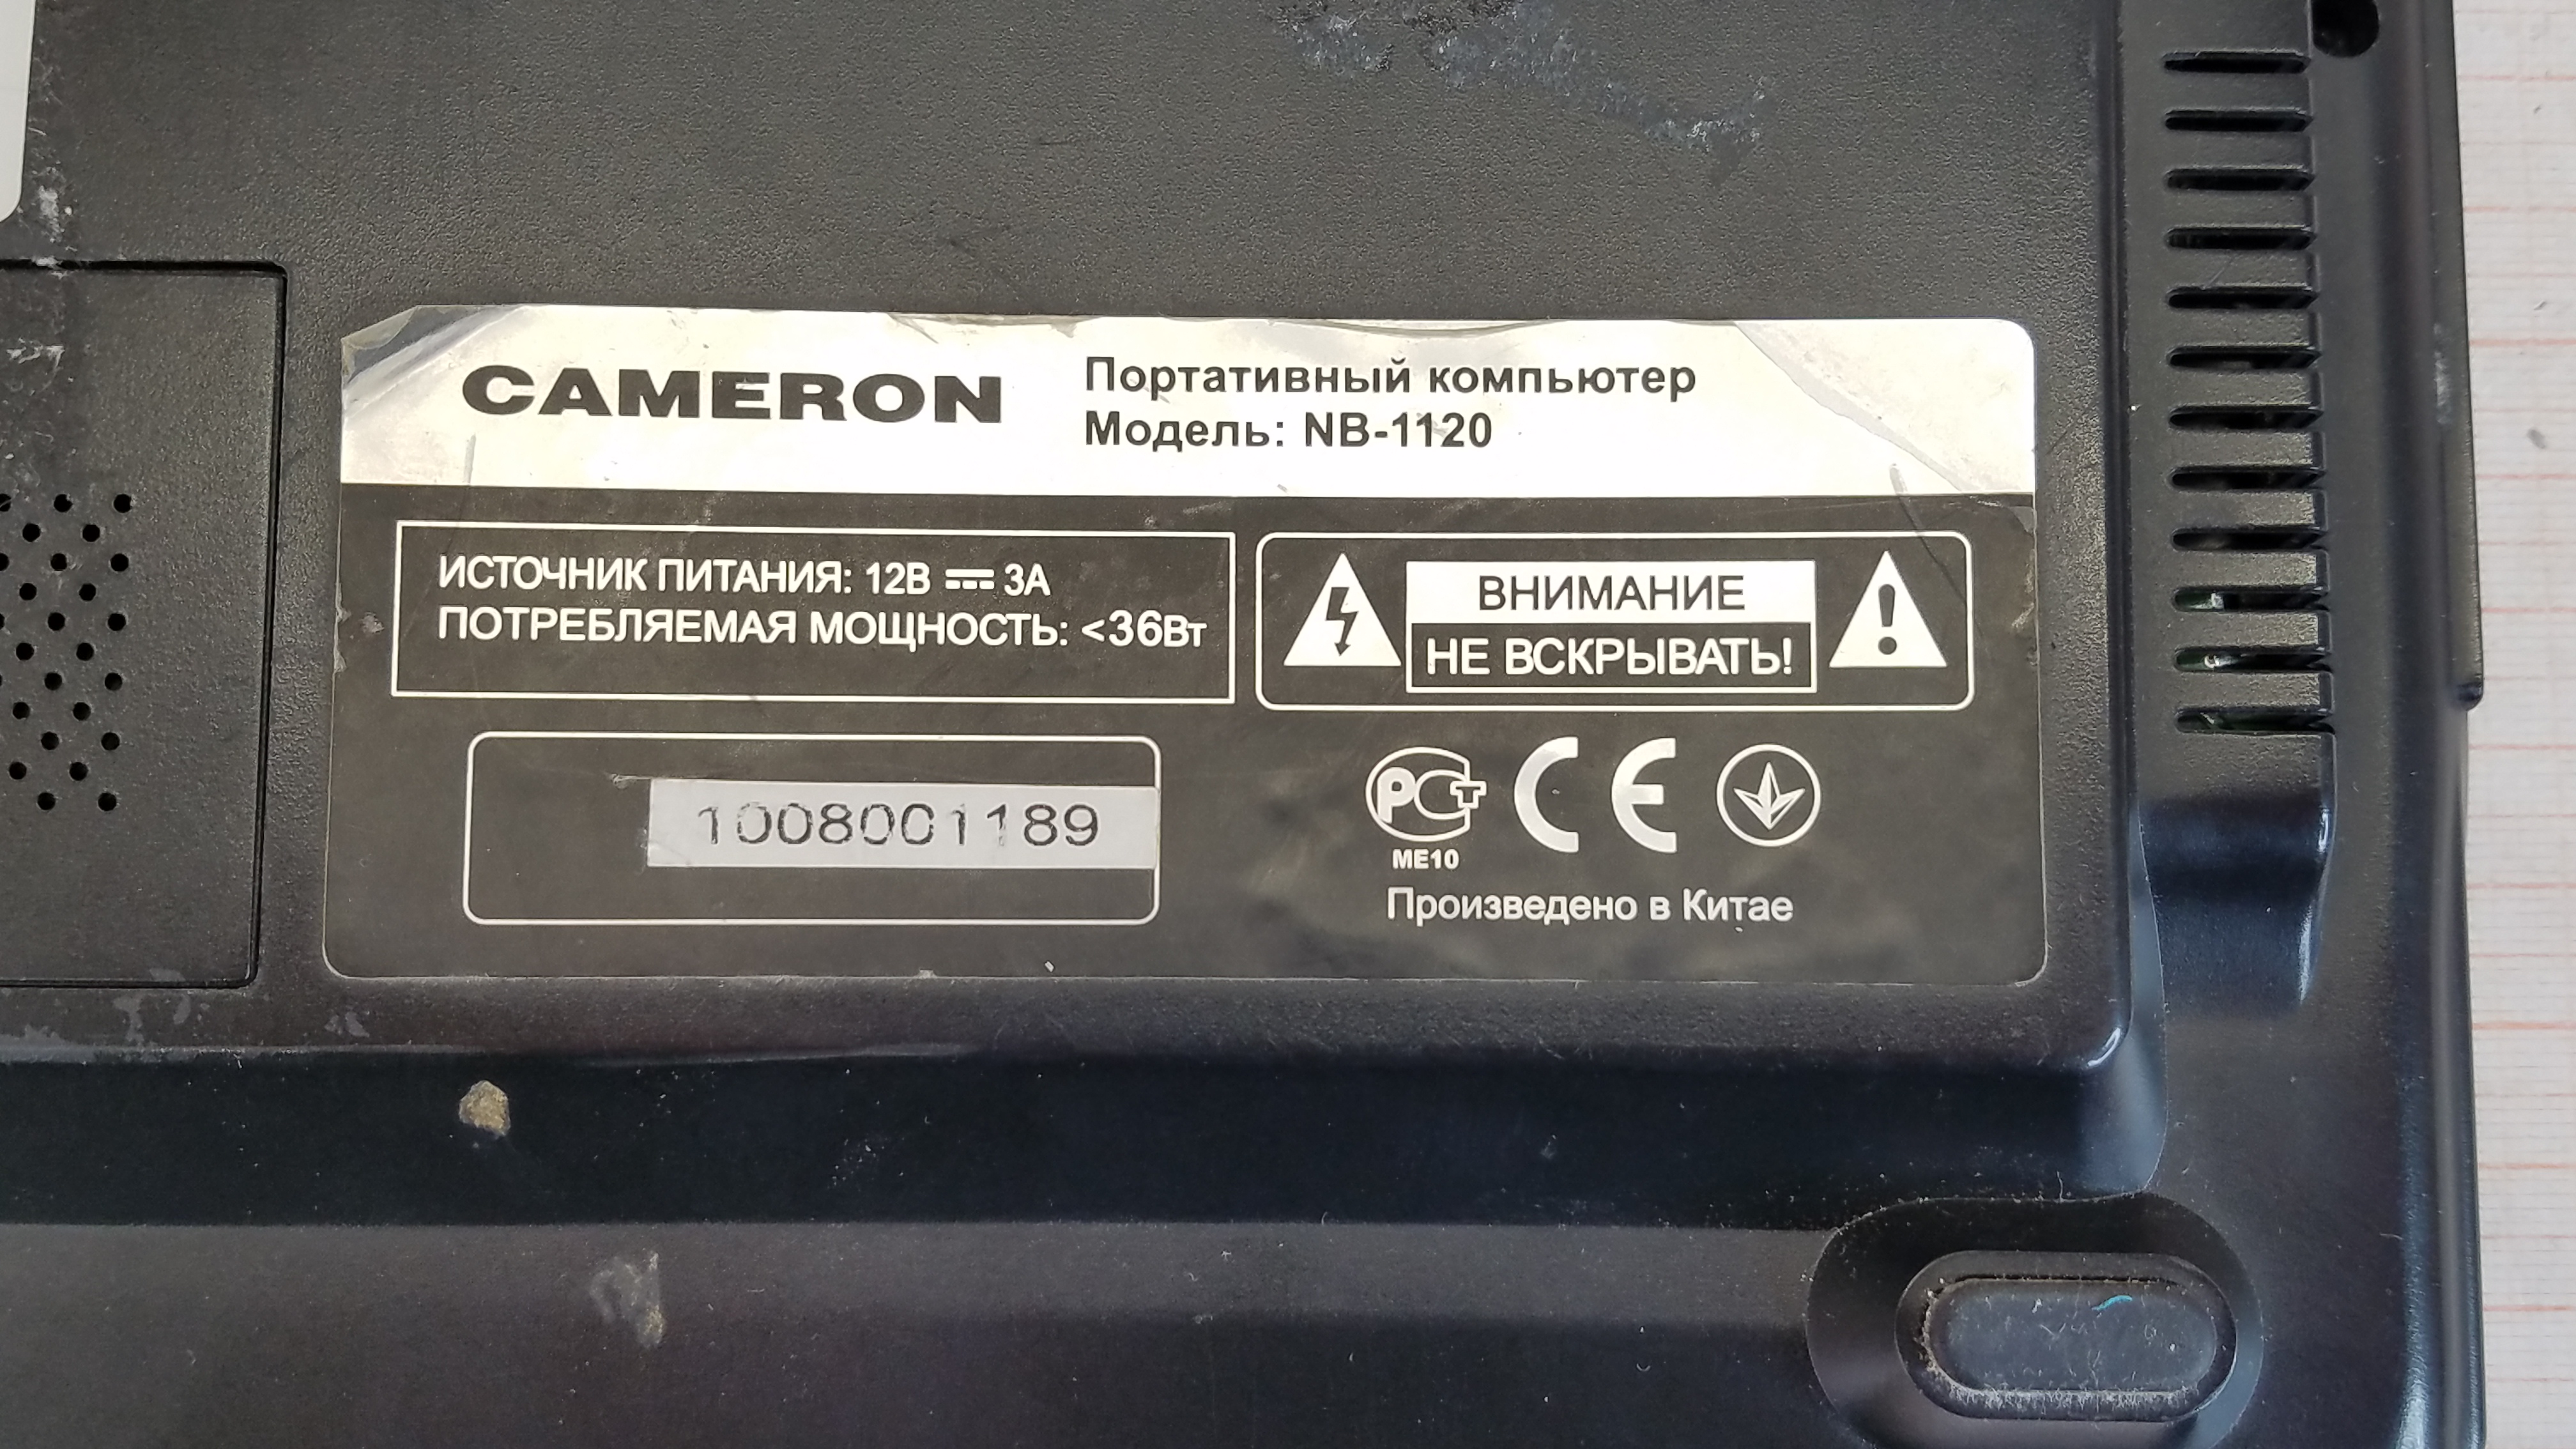 CAMERON
Портативный компьютер
Модель: NB-1120
ИСТОЧНИК ПИТАНИЯ: 12В ⎓ 3А
ПОТРЕБЛЯЕМАЯ МОЩНОСТЬ: <36Вт
ВНИМАНИЕ
НЕ ВСКРЫВАТЬ!
1008001189
РСТ CE
ME10
Произведено в Китае